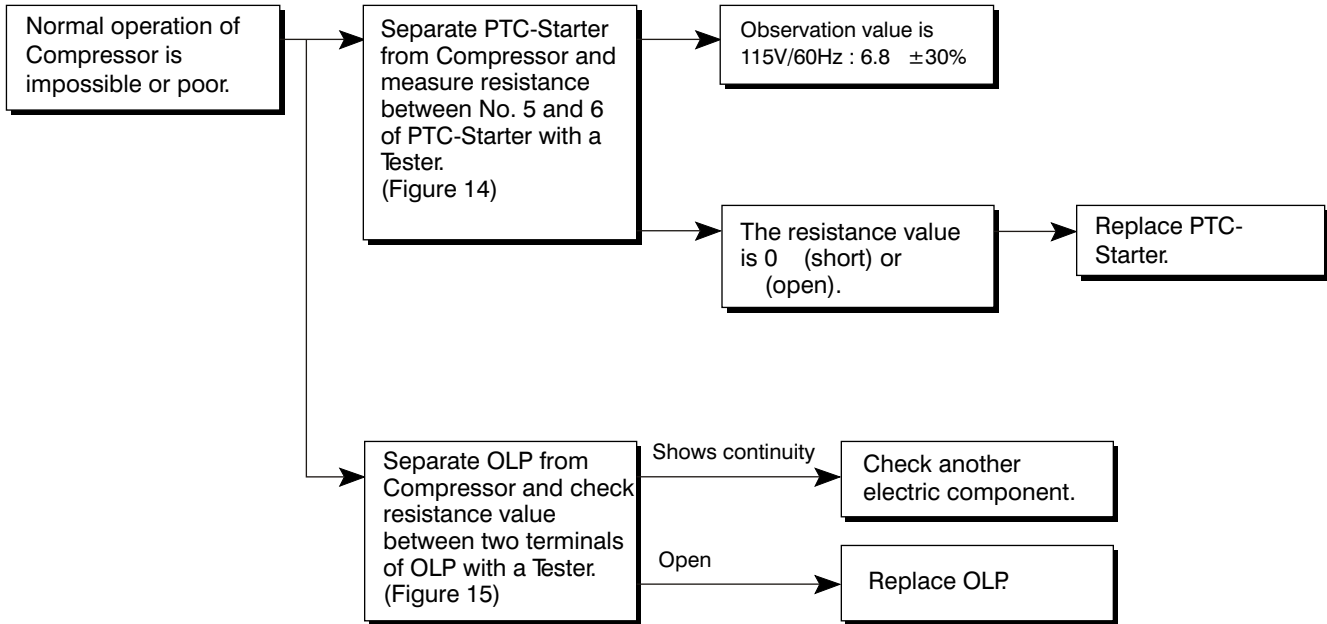 Normal operation of
Compressor is
impossible or poor.
Separate PTC-Starter
from Compressor and
measure resistance
between No. 5 and 6
of PTC-Starter with a
Tester.
(Figure 14)
Observation value is
115V/60Hz : 6.8 ±30%
The resistance value
is 0 (short) or
(open).
Replace PTC-
Starter.
Separate OLP from
Compressor and check
resistance value
between two terminals
of OLP with a Tester.
(Figure 15)
Shows continuity
Check another
electric component.
Open
Replace OLP.